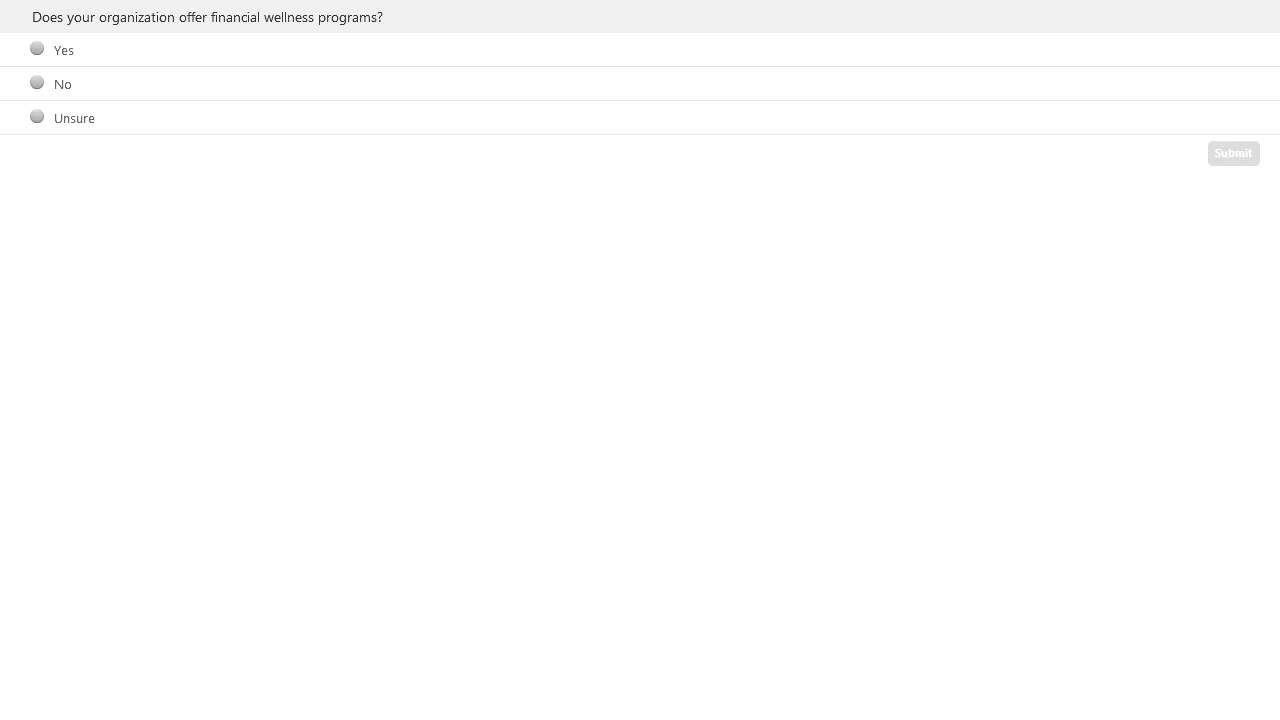 Does your organization offer financial wellness programs?
Yes
No
Unsure
Submit